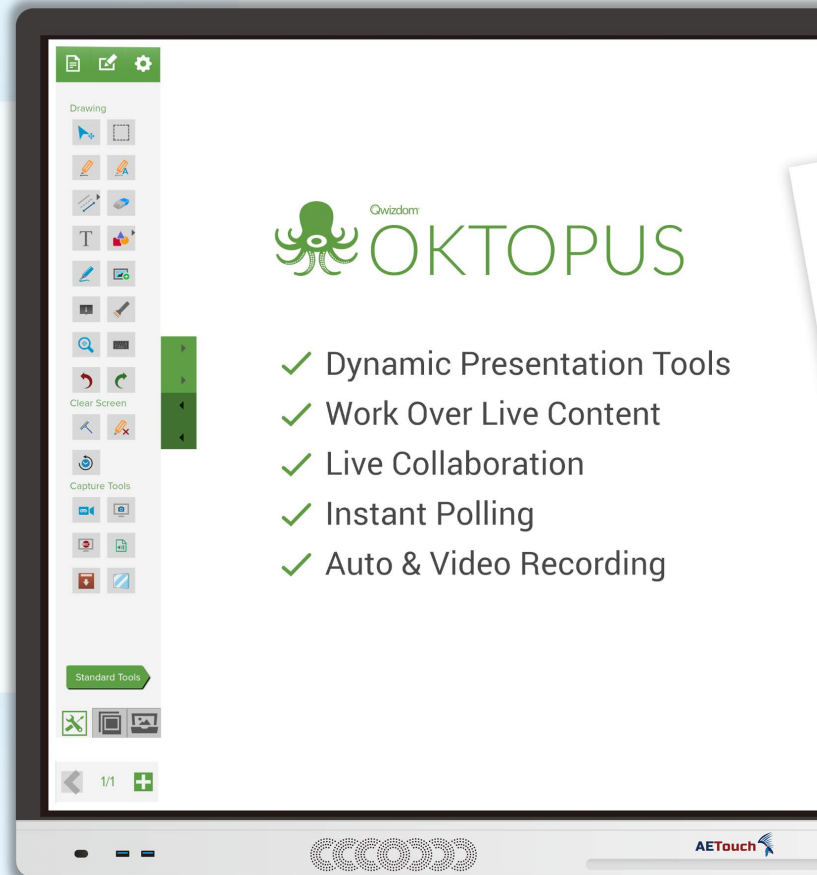 Drawing
T
Clear Screen
Capture Tools
Standard Tools
1/1
Qwizdom
OKTOPUS
Dynamic Presentation Tools
Work Over Live Content
Live Collaboration
Instant Polling
Auto & Video Recording
AETouch